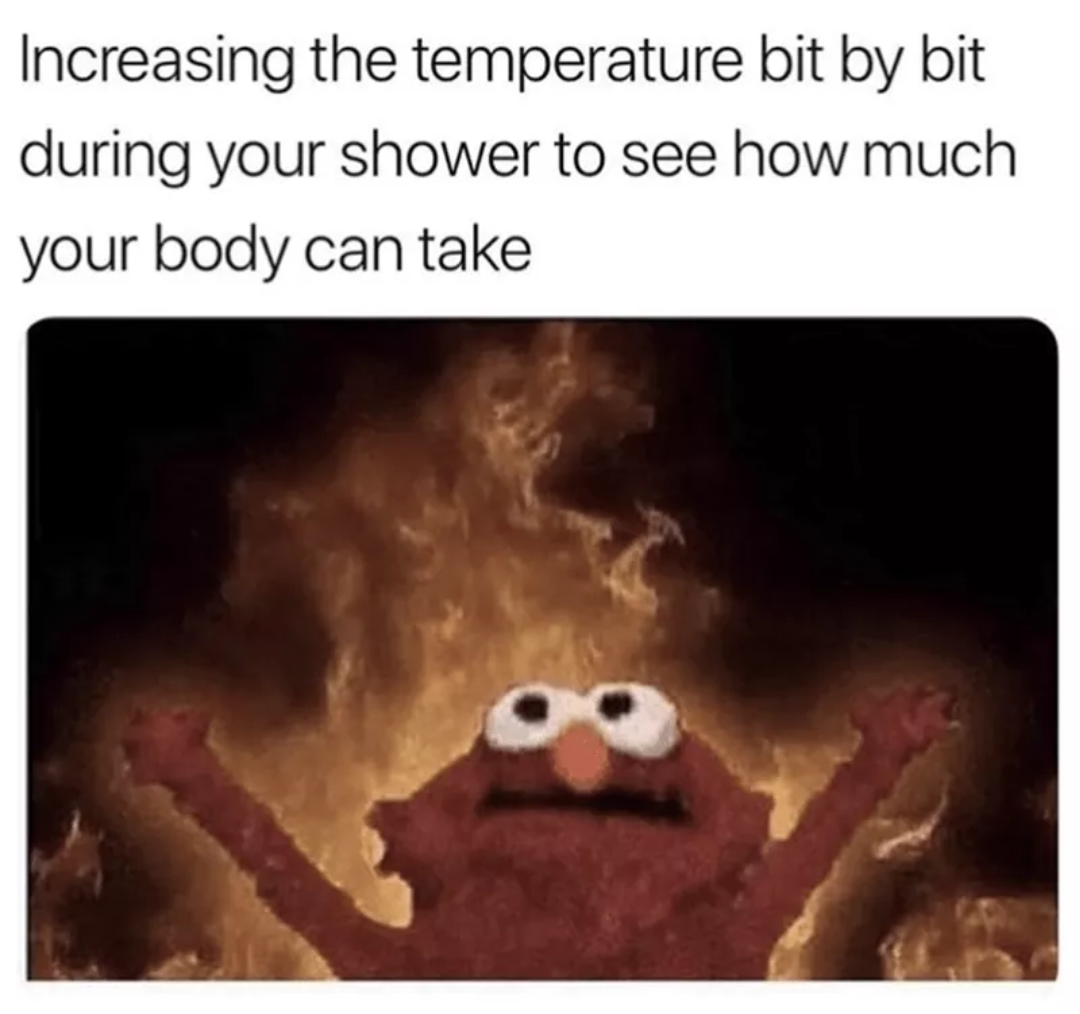 Increasing the temperature bit by bit
during your shower to see how much
your body can take